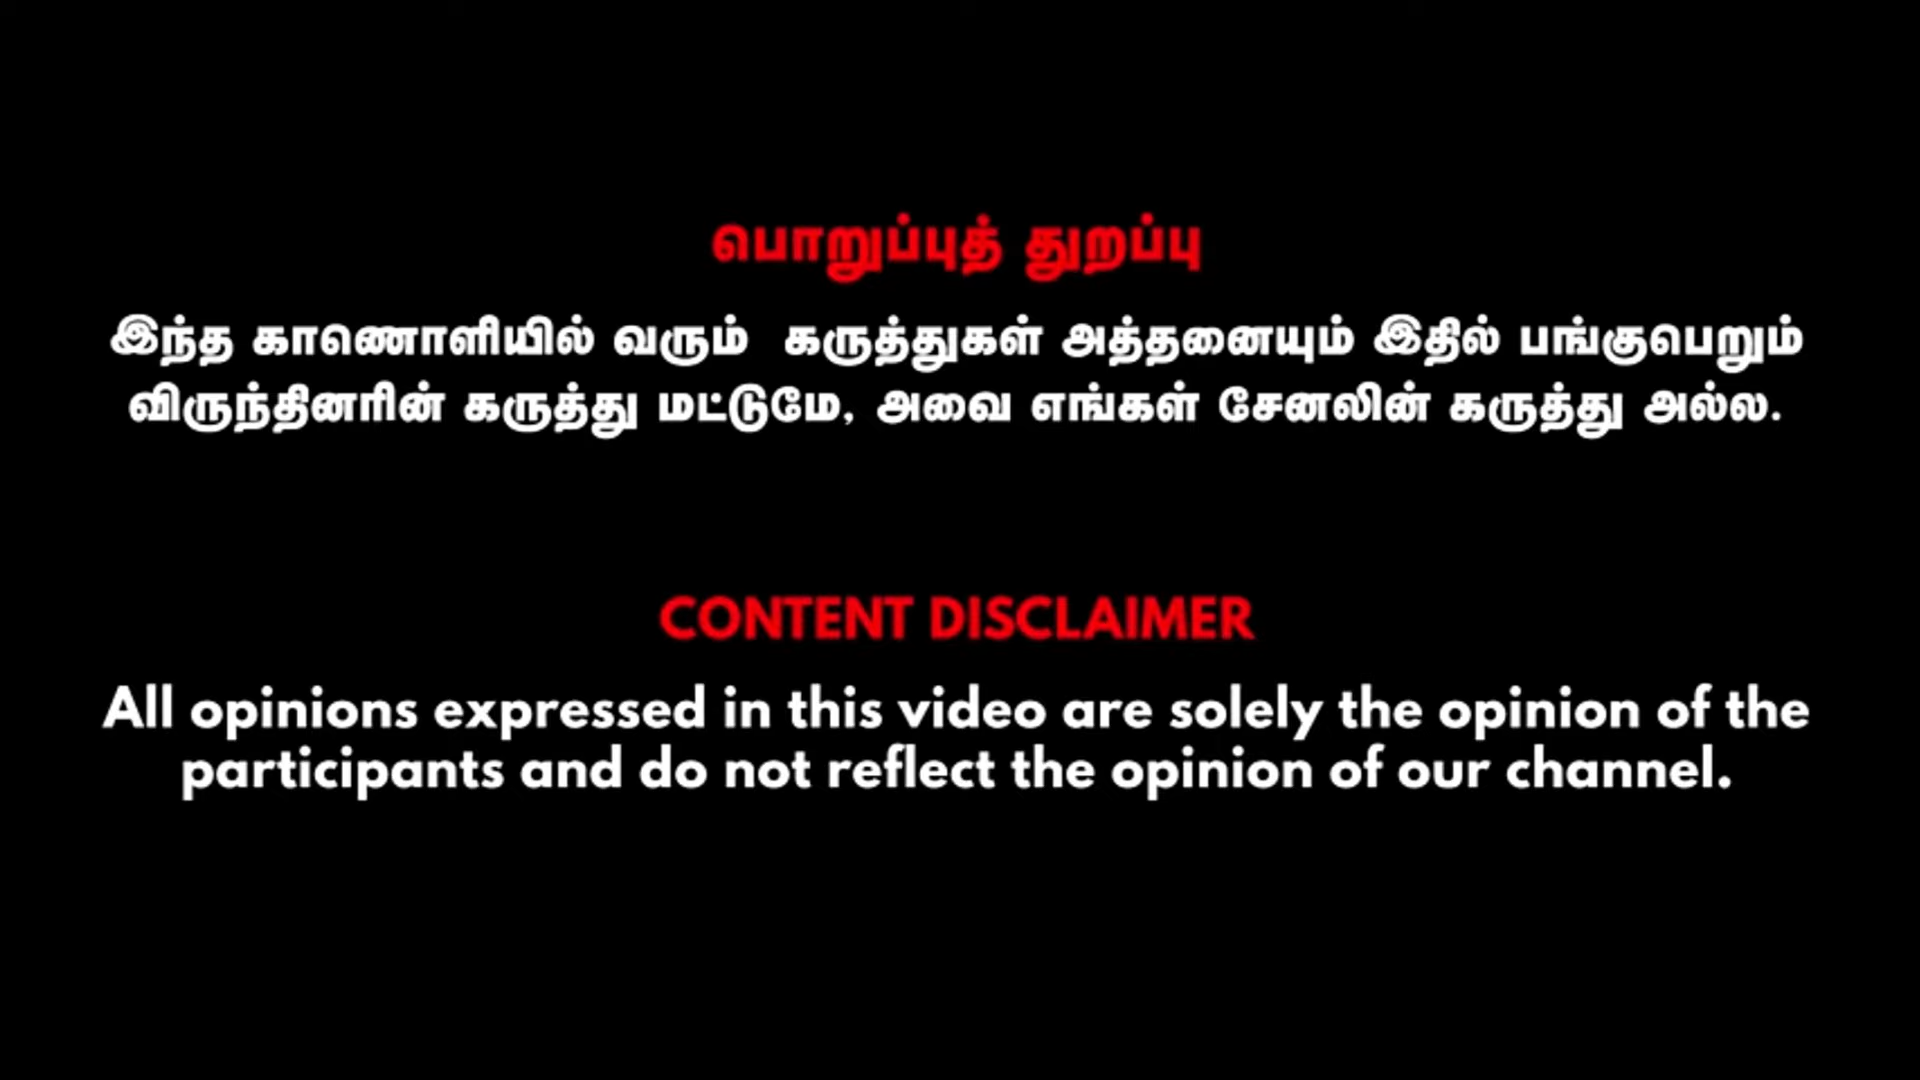 பொறுப்புத் துறப்பு
இந்த காணொளியில் வரும் கருத்துகள் அத்தனையும் இதில் பங்குபெறும்
விருந்தினரின் கருத்து மட்டுமே, அவை எங்கள் சேனலின் கருத்து அல்ல.
CONTENT DISCLAIMER
All opinions expressed in this video are solely the opinion of the
participants and do not reflect the opinion of our channel.